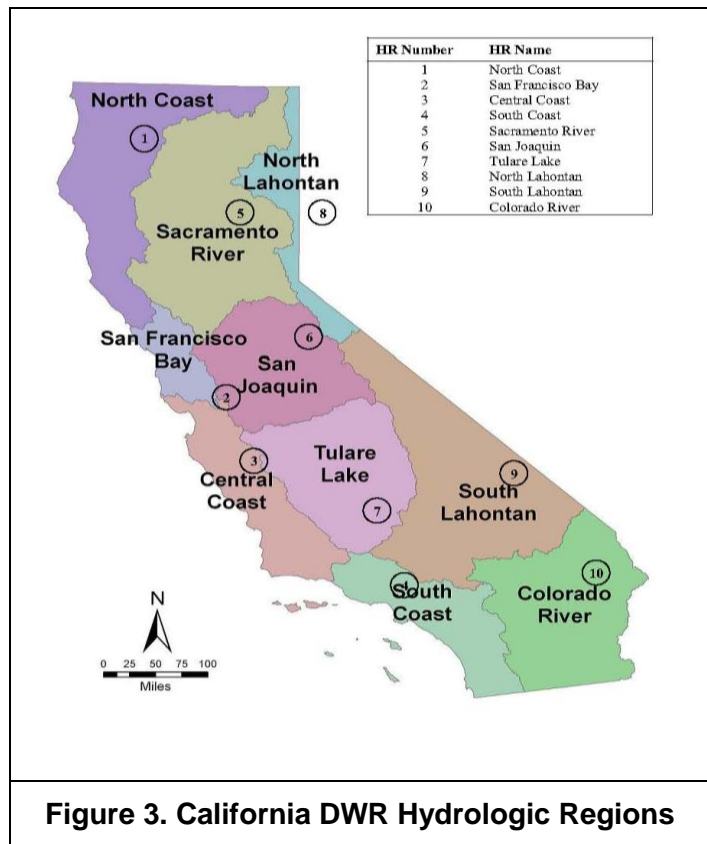 HR Number HR Name
1 North Coast
2 San Francisco Bay
3 Central Coast
4 South Coast
5 Sacramento River
6 San Joaquin
7 Tulare Lake
8 North Lahontan
9 South Lahontan
10 Colorado River
North Coast
1
North
Lahontan
8
5
Sacramento
River
San Francisco
Bay
6
San
Joaquin
2
3
Central
Coast
Tulare
Lake
7
9
South
Lahontan
4
South
Coast
10
Colorado
River
N
0 25 50 75 100
Miles
Figure 3. California DWR Hydrologic Regions